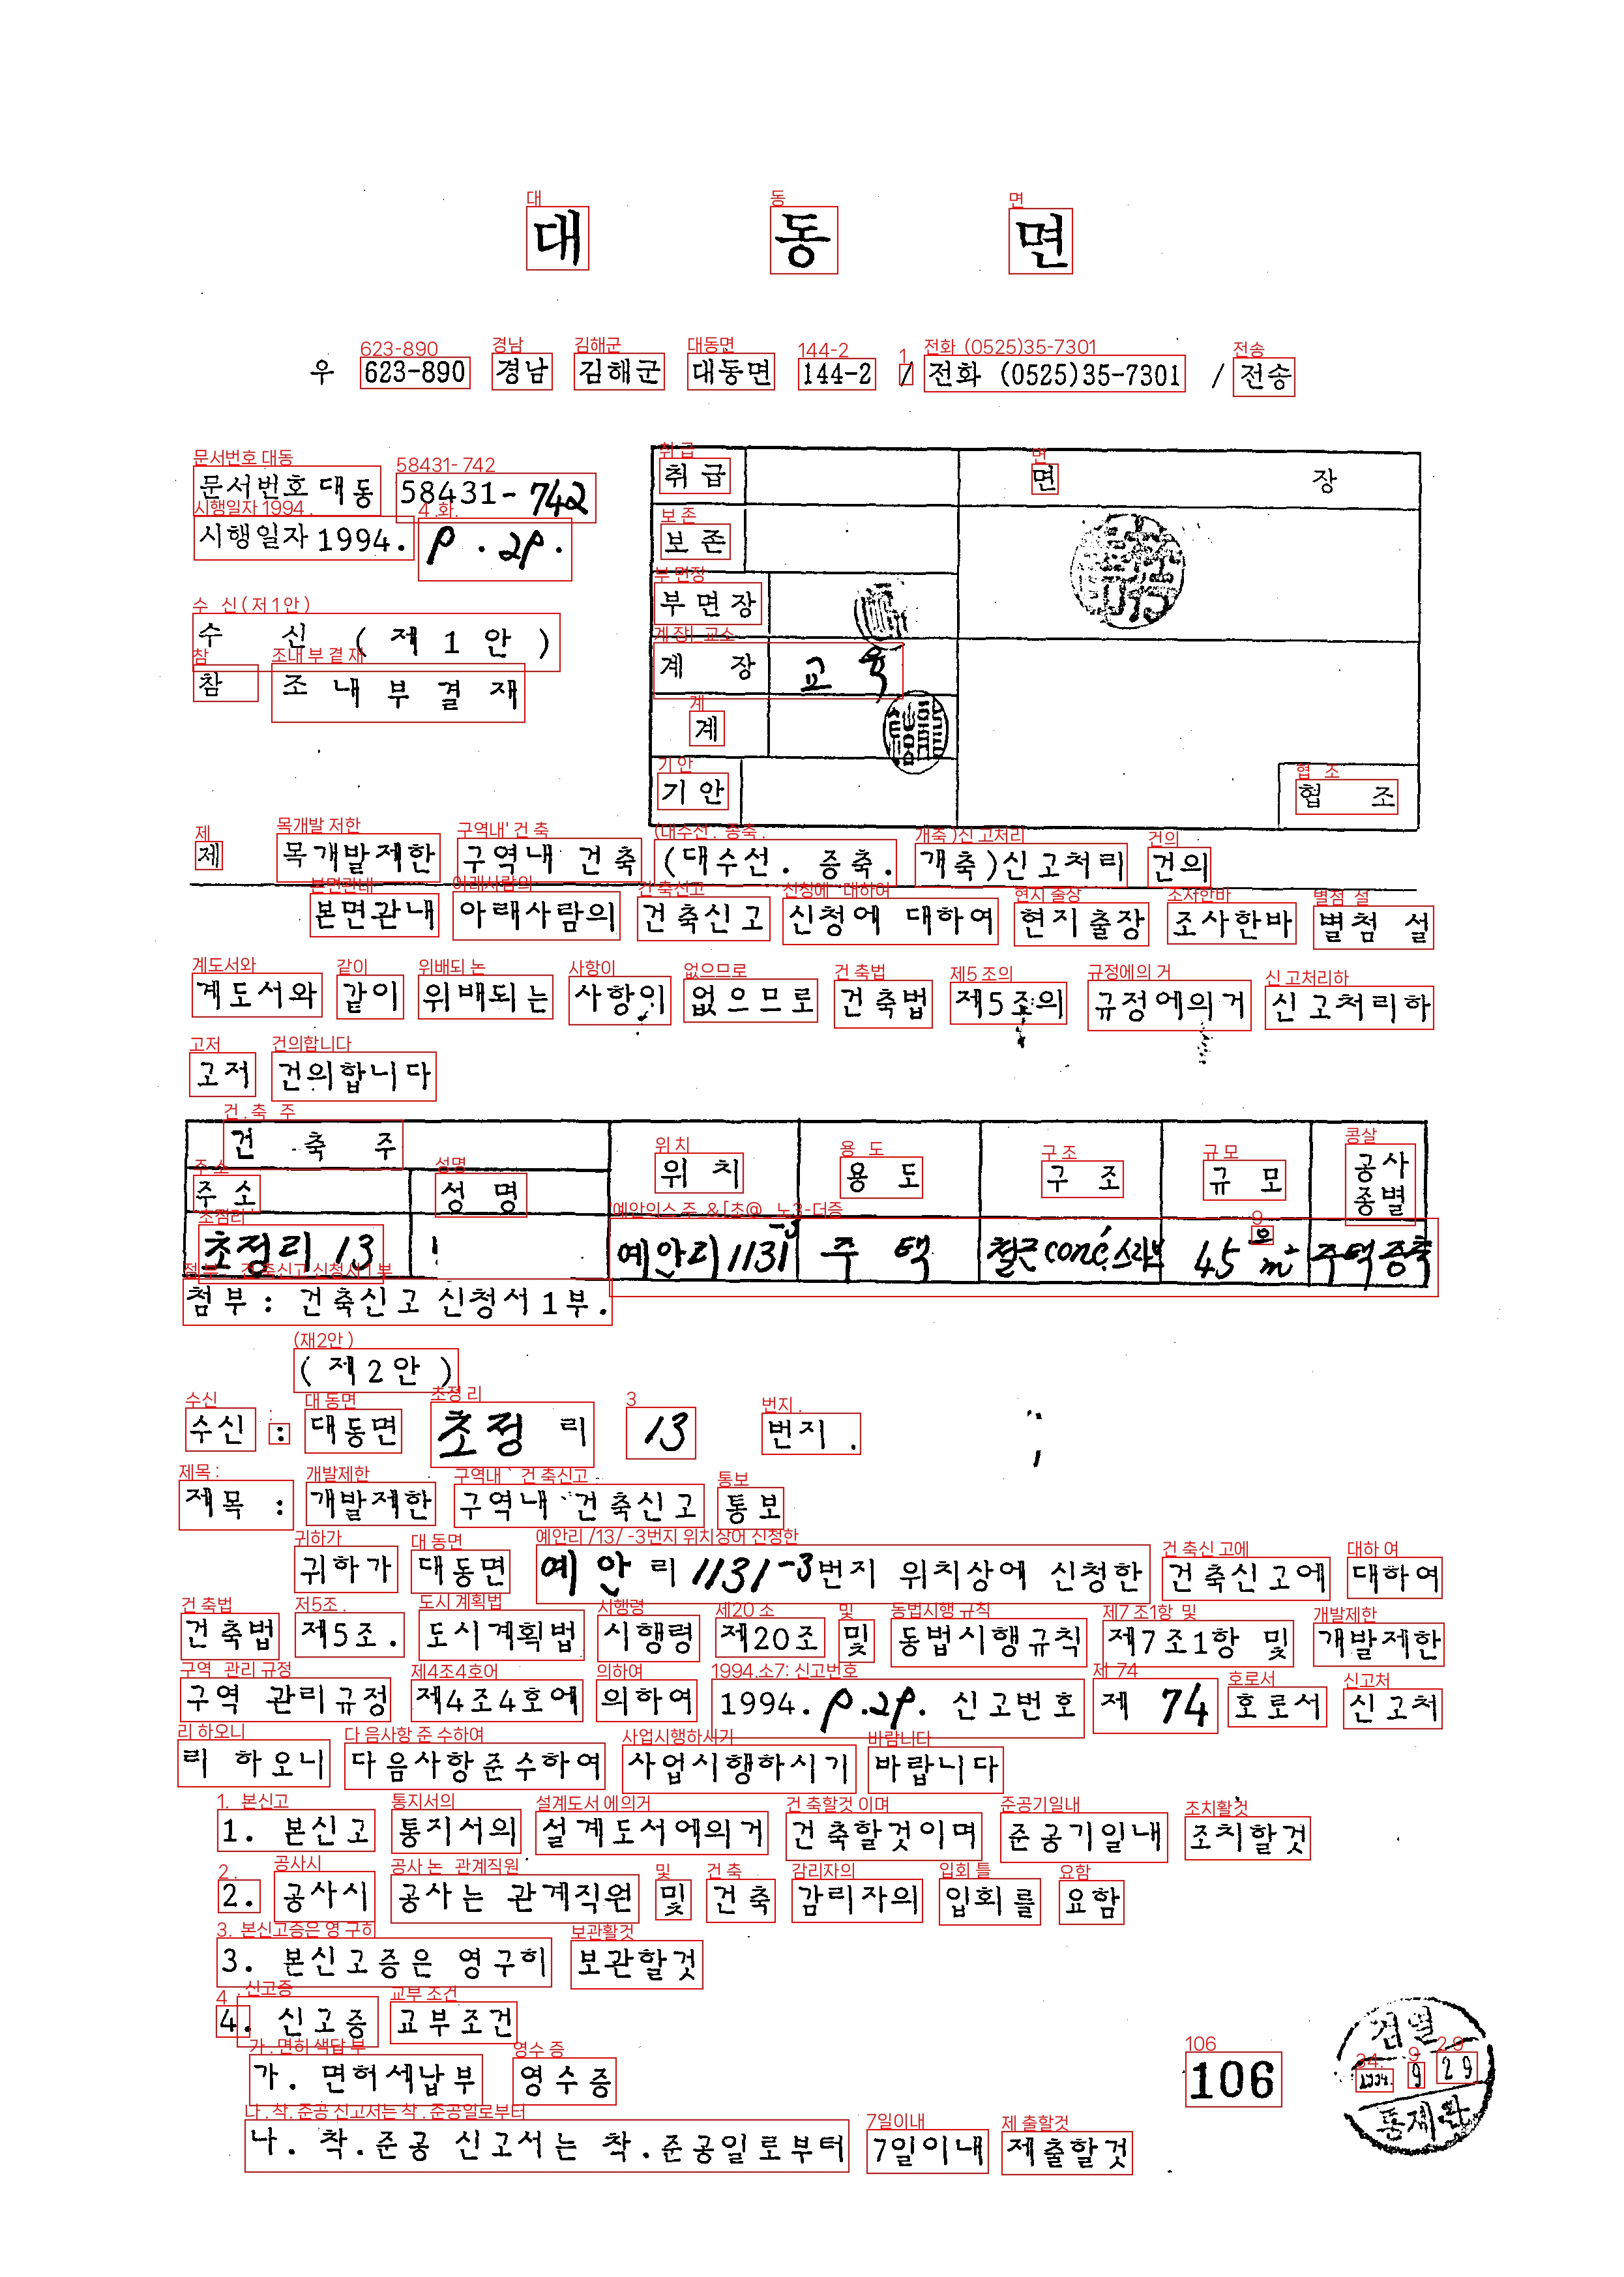 대 동 면
우 623-890 경남 김해군 대동면 144-2 / 전화 (0525)35-7301 / 전송
문서번호 대동 58431-742
시행일자 1994. 9. 29.
수 신 (제 1 안)
참 조 내부결재
취급 면 장
보존
부면장
계 장
계
기안
협 조
제 목 개발제한 구역내 건축 (대수선. 증축. 개축)신고처리 건의
본면관내 아래사람의 건축신고 신청에 대하여 현지출장 조사한바 별첨 설
계도서와 같이 위배되는 사항이 없으므로 건축법 제5조의 규정에의거 신고처리하
고저 건의합니다
건 축 주 위 치 용 도 구 조 규 모 공사종별
주소 성 명
초정리 13 예안리 1131-3 주 택 철근conc.스라브 45㎡ 주택증축
첨부 : 건축신고 신청서 1부.
(제2안)
수신 : 대동면 초정 리 13 번지 .
제목 : 개발제한 구역내 건축신고 통보
귀하가 대동면 예안 리 1131-3번지 위치상에 신청한 건축신고에 대하여
건축법 제5조. 도시계획법 시행령 제20조 및 동법시행규칙 제7조1항 및 개발제한
구역 관리규정 제4조4호에 의하여 1994. 9. 29. 신고번호 제 74 호로서 신고처
리 하오니 다음사항준수하여 사업시행하시기 바랍니다
1. 본신고 통지서의 설계도서에의거 건축할것이며 준공기일내 조치할것
2. 공사시 공사는 관계직원 및 건축 감리자의 입회를 요함
3. 본신고증은 영구히 보관할것
4. 신고증 교부조건
가. 면허세납부 영수증
나. 착.준공 신고서는 착.준공일로부터 7일이내 제출할것
106
검열
1994. 9 29
통제관